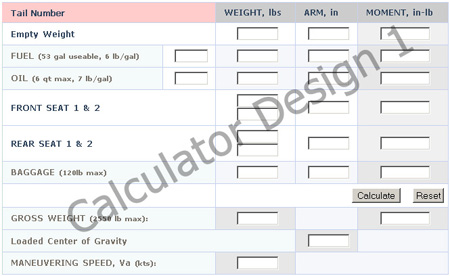 Tail Number WEIGHT, lbs ARM, in MOMENT, in-lb
Empty Weight
FUEL (53 gal useable, 6 lb/gal)
OIL (6 qt max, 7 lb/gal)
FRONT SEAT 1 & 2
REAR SEAT 1 & 2
BAGGAGE (120lb max)
Calculate Reset
GROSS WEIGHT (2550 lb max):
Loaded Center of Gravity
MANEUVERING SPEED, Va (kts):
Calculator Design 1